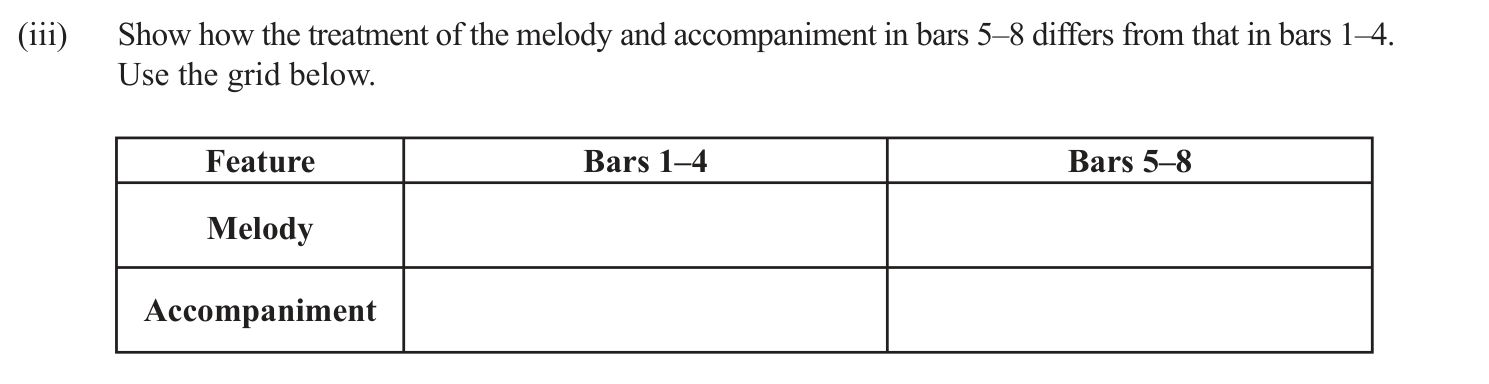 (iii) Show how the treatment of the melody and accompaniment in bars 5–8 differs from that in bars 1–4.
Use the grid below.
Feature Bars 1–4 Bars 5–8
Melody
Accompaniment